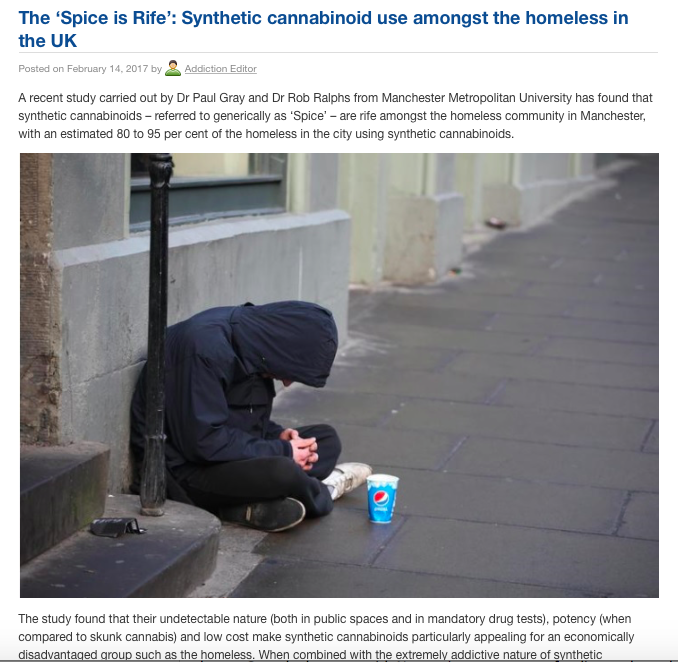 The ‘Spice is Rife’: Synthetic cannabinoid use amongst the homeless in
the UK
Posted on February 14, 2017 by Addiction Editor
A recent study carried out by Dr Paul Gray and Dr Rob Ralphs from Manchester Metropolitan University has found that
synthetic cannabinoids – referred to generically as ‘Spice’ – are rife amongst the homeless community in Manchester,
with an estimated 80 to 95 per cent of the homeless in the city using synthetic cannabinoids.
pepsi
The study found that their undetectable nature (both in public spaces and in mandatory drug tests), potency (when
compared to skunk cannabis) and low cost make synthetic cannabinoids particularly appealing for an economically
disadvantaged group such as the homeless. When combined with the extremely addictive nature of synthetic